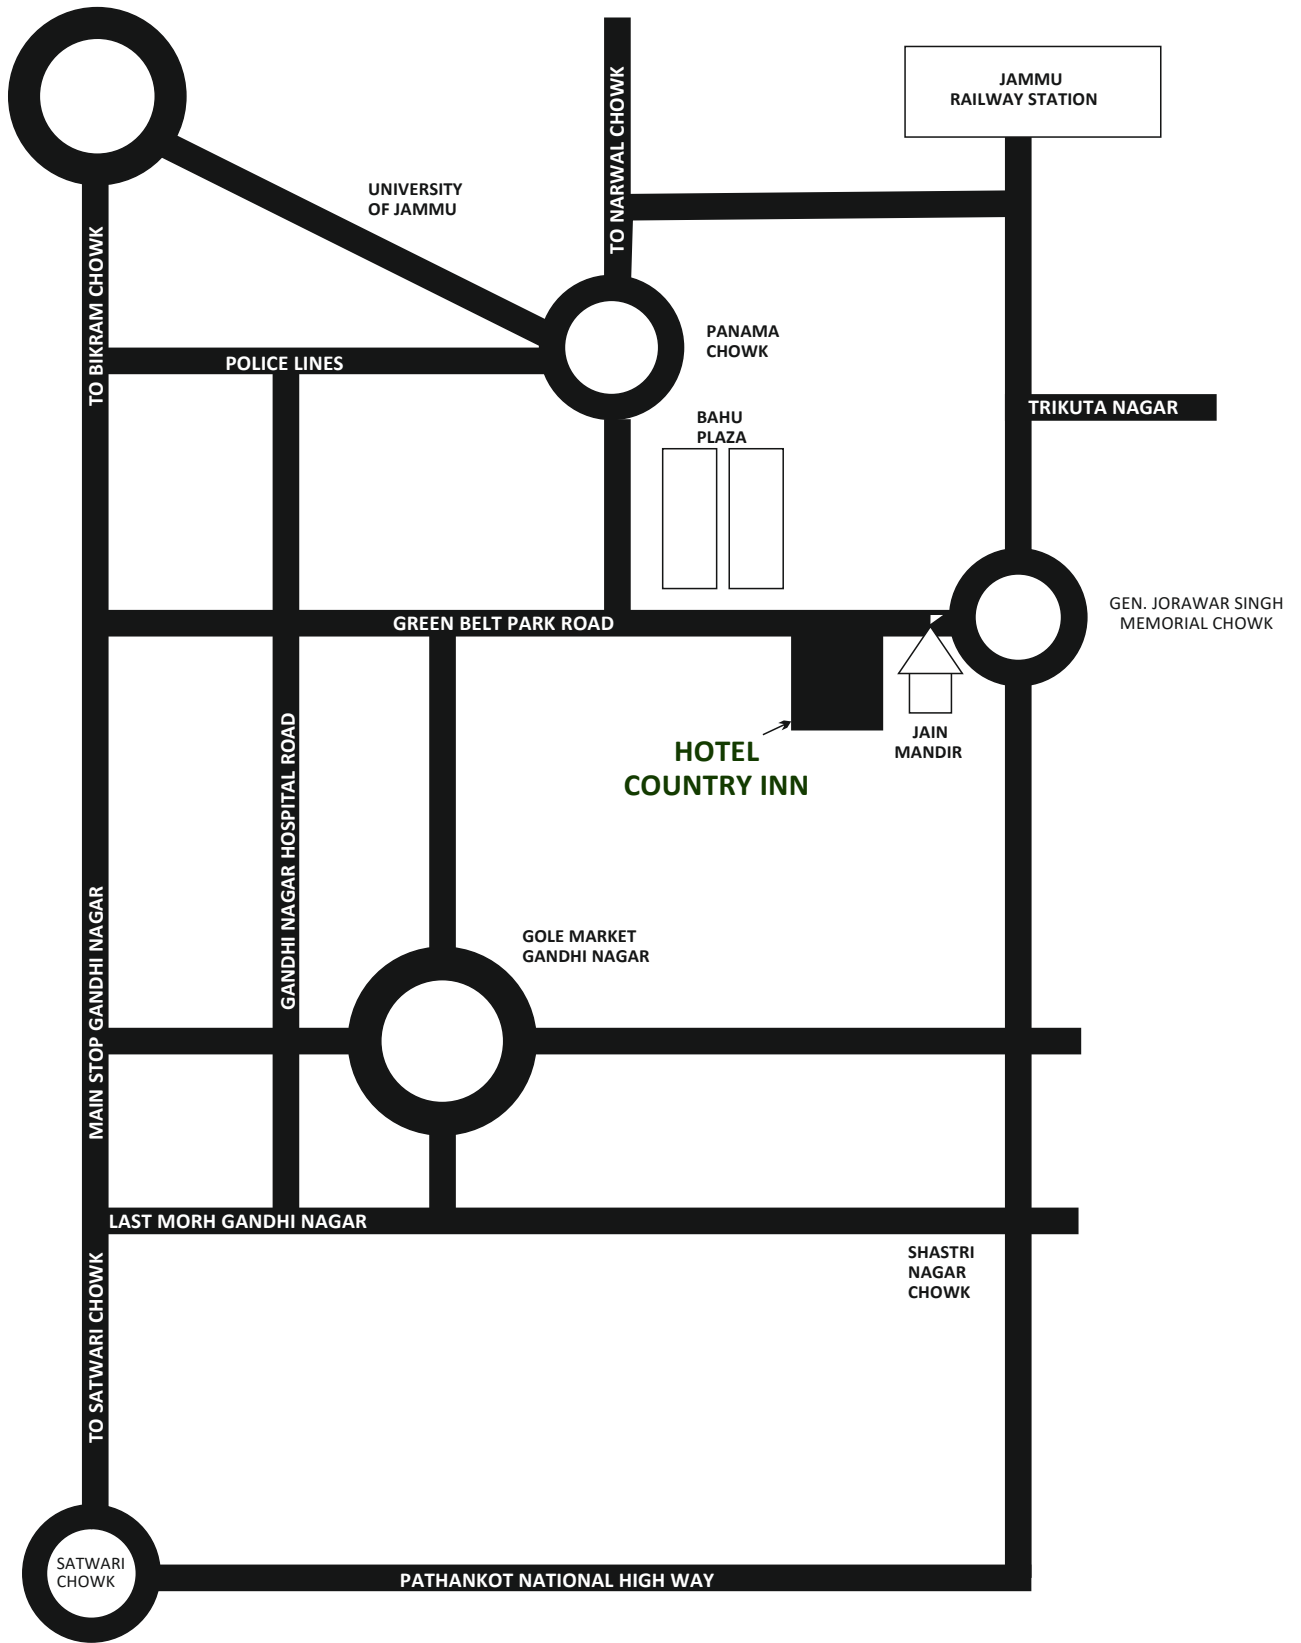 JAMMU
RAILWAY STATION
TO NARWAL CHOWK
UNIVERSITY
OF JAMMU
TO BIKRAM CHOWK
PANAMA
CHOWK
POLICE LINES
TRIKUTA NAGAR
BAHU
PLAZA
GEN. JORAWAR SINGH
MEMORIAL CHOWK
GREEN BELT PARK ROAD
JAIN
MANDIR
HOTEL
COUNTRY INN
GANDHI NAGAR HOSPITAL ROAD
MAIN STOP GANDHI NAGAR
GOLE MARKET
GANDHI NAGAR
LAST MORH GANDHI NAGAR
SHASTRI
NAGAR
CHOWK
TO SATWARI CHOWK
SATWARI
CHOWK
PATHANKOT NATIONAL HIGH WAY